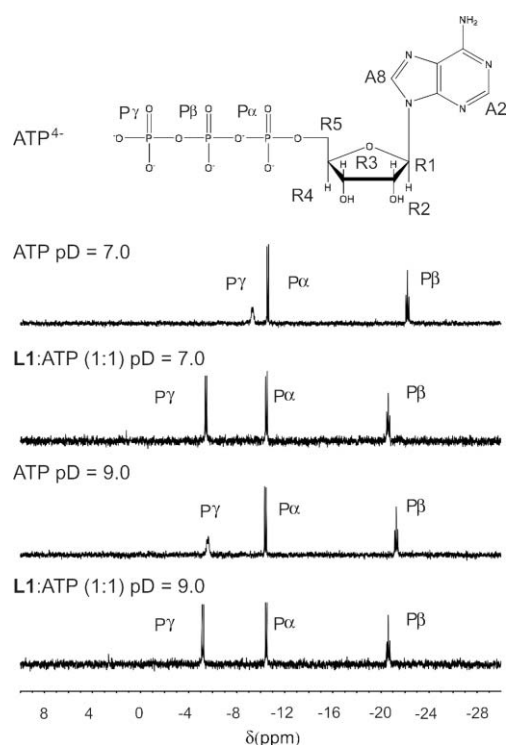 NH₂
N N
A8
N N A2
Pγ Pβ Pα
O O O
ATP⁴⁻ ⁻O P O P O P O R5 O
O⁻ O⁻ O⁻ H R3 H R1
H H
R4 OH OH R2
ATP pD = 7.0
Pγ Pα Pβ
L1:ATP (1:1) pD = 7.0
Pγ Pα Pβ
ATP pD = 9.0
Pγ Pα Pβ
L1:ATP (1:1) pD = 9.0
Pγ Pα Pβ
8 4 0 -4 -8 -12 -16 -20 -24 -28
δ(ppm)